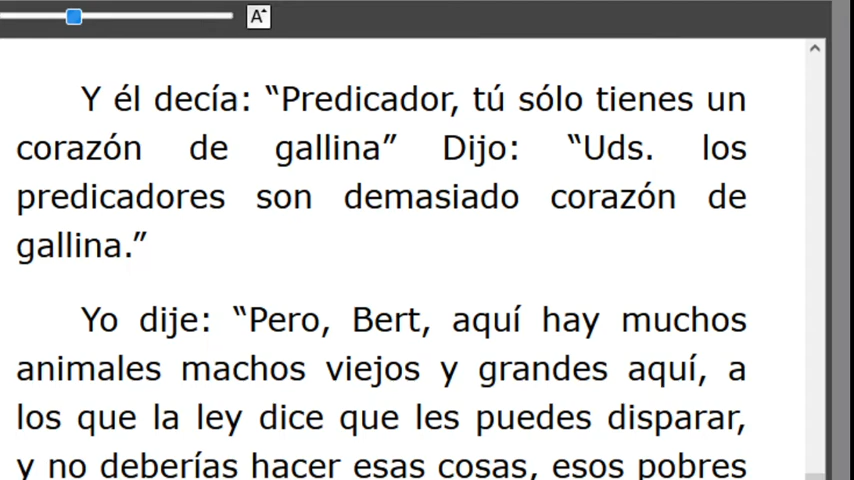 A
Y él decía: “Predicador, tú sólo tienes un
corazón de gallina” Dijo: “Uds. los
predicadores son demasiado corazón de
gallina.”
Yo dije: “Pero, Bert, aquí hay muchos
animales machos viejos y grandes aquí, a
los que la ley dice que les puedes disparar,
y no deberías hacer esas cosas, esos pobres